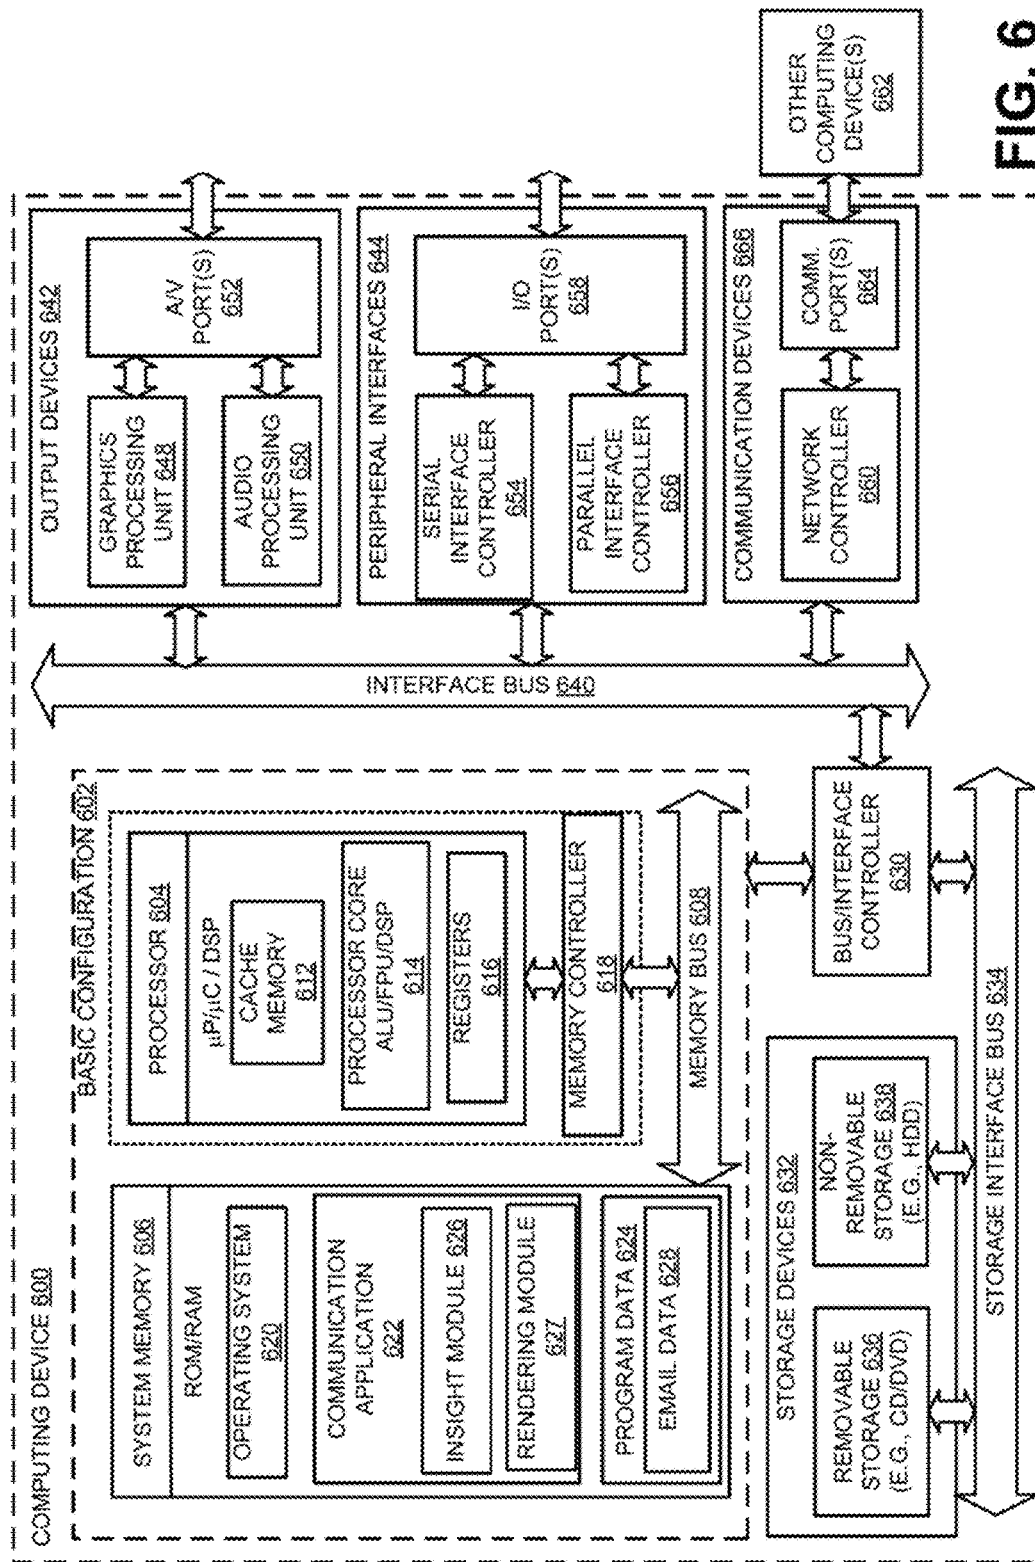 COMPUTING DEVICE 600
BASIC CONFIGURATION 602
SYSTEM MEMORY 606
ROM/RAM
OPERATING SYSTEM
620
COMMUNICATION
APPLICATION
622
INSIGHT MODULE 626
RENDERING MODULE
627
PROGRAM DATA 624
EMAIL DATA 628
PROCESSOR 604
µP/µC / DSP
CACHE
MEMORY
612
PROCESSOR CORE
ALU/FPU/DSP
614
REGISTERS
616
MEMORY CONTROLLER
618
MEMORY BUS 608
STORAGE DEVICES 632
REMOVABLE
STORAGE 636
(E.G., CD/DVD)
NON-
REMOVABLE
STORAGE 638
(E.G., HDD)
STORAGE INTERFACE BUS 634
BUS/INTERFACE
CONTROLLER
630
INTERFACE BUS 640
OUTPUT DEVICES 642
GRAPHICS
PROCESSING
UNIT 648
AUDIO
PROCESSING
UNIT 650
A/V
PORT(S)
652
PERIPHERAL INTERFACES 644
SERIAL
INTERFACE
CONTROLLER
654
PARALLEL
INTERFACE
CONTROLLER
656
I/O
PORT(S)
658
COMMUNICATION DEVICES 666
NETWORK
CONTROLLER
660
COMM.
PORT(S)
664
OTHER
COMPUTING
DEVICE(S)
662
FIG. 6